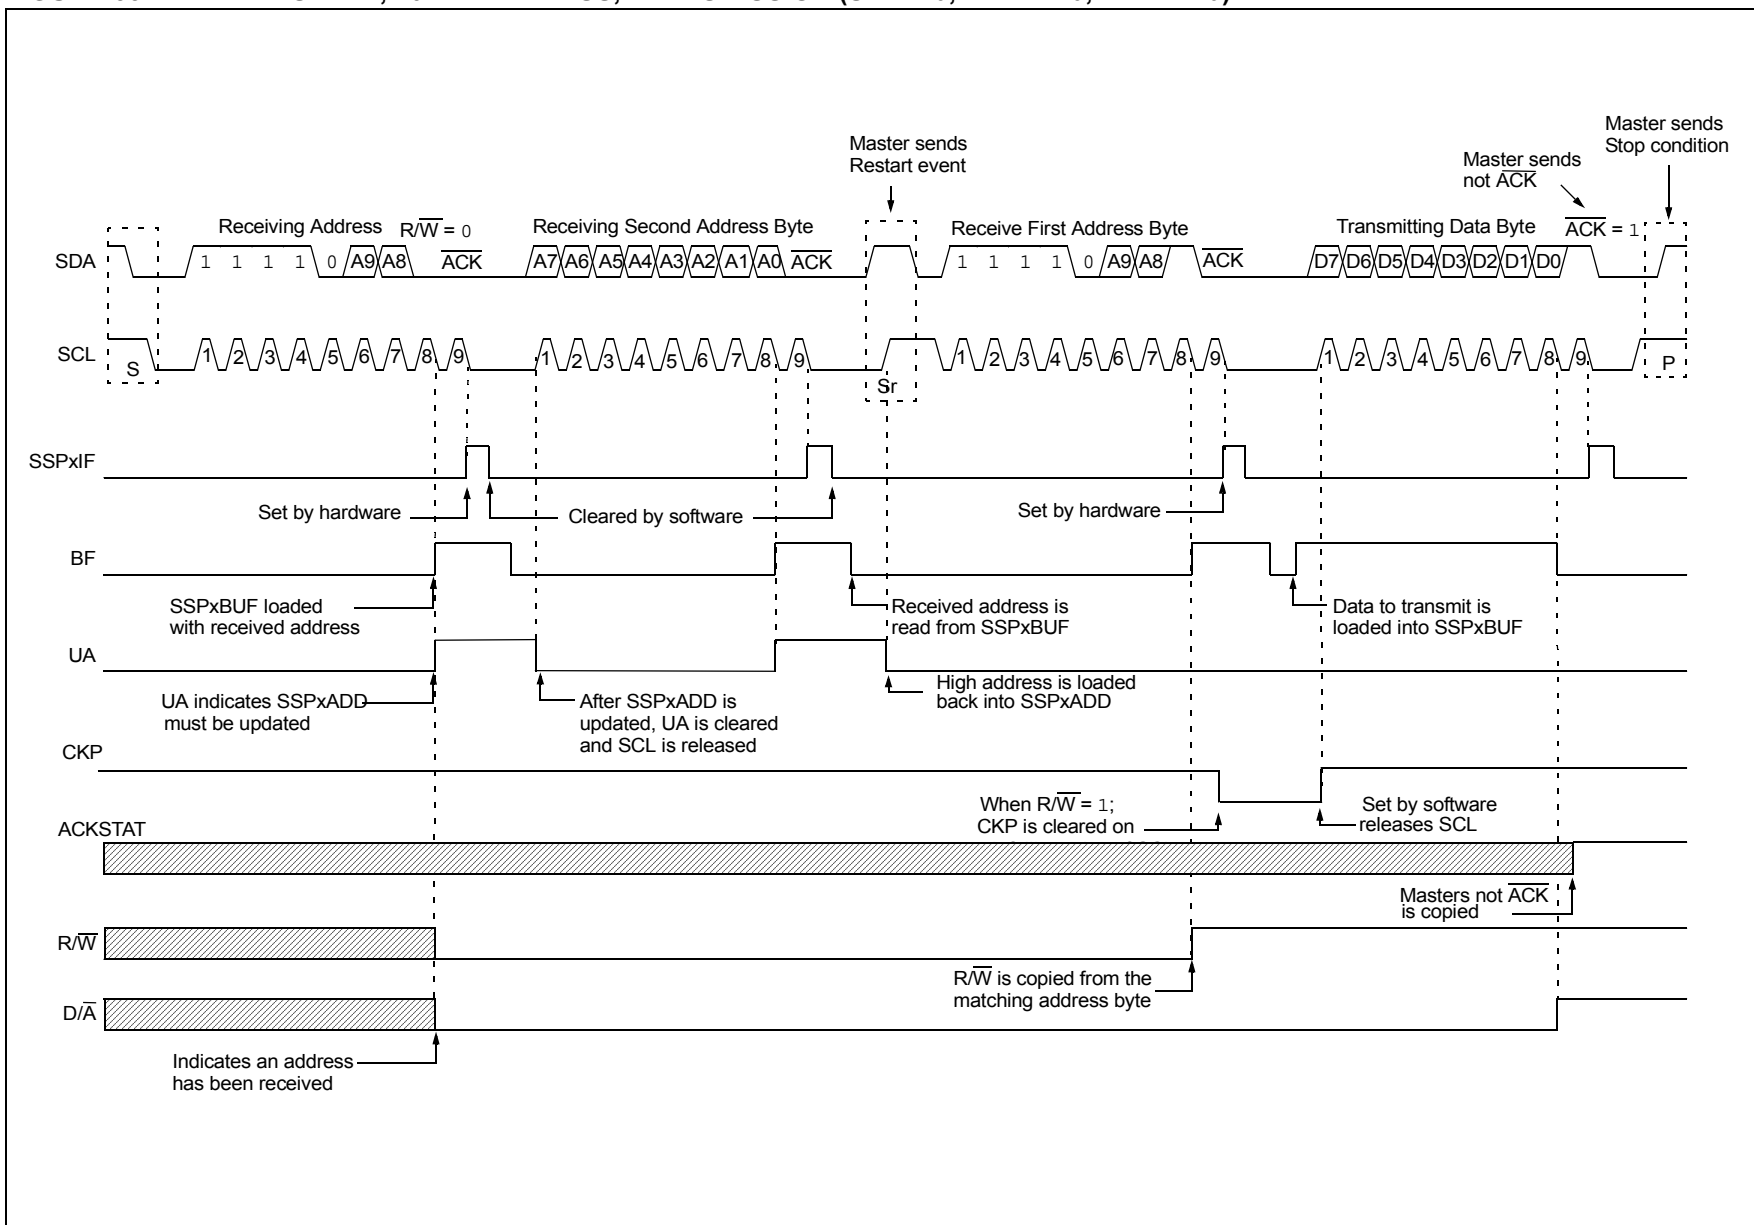 Master sends
Restart event
Master sends
not A̅C̅K̅
Master sends
Stop condition
Receiving Address R/W̅ = 0
Receiving Second Address Byte
Receive First Address Byte
Transmitting Data Byte
A̅C̅K̅ = 1
SDA
1 1 1 1 0 A9 A8 A̅C̅K̅
A7 A6 A5 A4 A3 A2 A1 A0 A̅C̅K̅
1 1 1 1 0 A9 A8 A̅C̅K̅
D7 D6 D5 D4 D3 D2 D1 D0
SCL
S
1 2 3 4 5 6 7 8 9
1 2 3 4 5 6 7 8 9
Sr
1 2 3 4 5 6 7 8 9
1 2 3 4 5 6 7 8 9
P
SSPxIF
Set by hardware
Cleared by software
Set by hardware
BF
SSPxBUF loaded
with received address
Received address is
read from SSPxBUF
Data to transmit is
loaded into SSPxBUF
UA
UA indicates SSPxADD
must be updated
After SSPxADD is
updated, UA is cleared
and SCL is released
High address is loaded
back into SSPxADD
CKP
When R/W̅ = 1;
CKP is cleared on
Set by software
releases SCL
ACKSTAT
Masters not A̅C̅K̅
is copied
R/W̅
R/W̅ is copied from the
matching address byte
D/A̅
Indicates an address
has been received